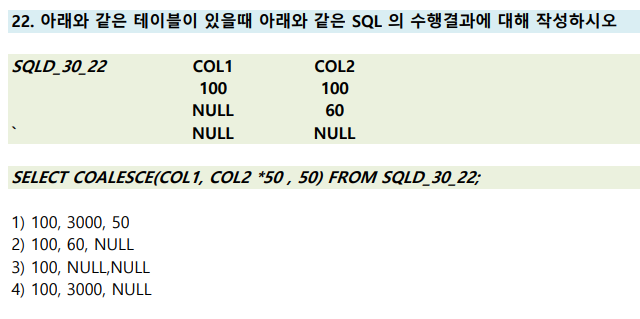 22. 아래와 같은 테이블이 있을때 아래와 같은 SQL 의 수행결과에 대해 작성하시오
SQLD_30_22 COL1 COL2
100 100
NULL 60
` NULL NULL
SELECT COALESCE(COL1, COL2 *50 , 50) FROM SQLD_30_22;
1) 100, 3000, 50
2) 100, 60, NULL
3) 100, NULL,NULL
4) 100, 3000, NULL